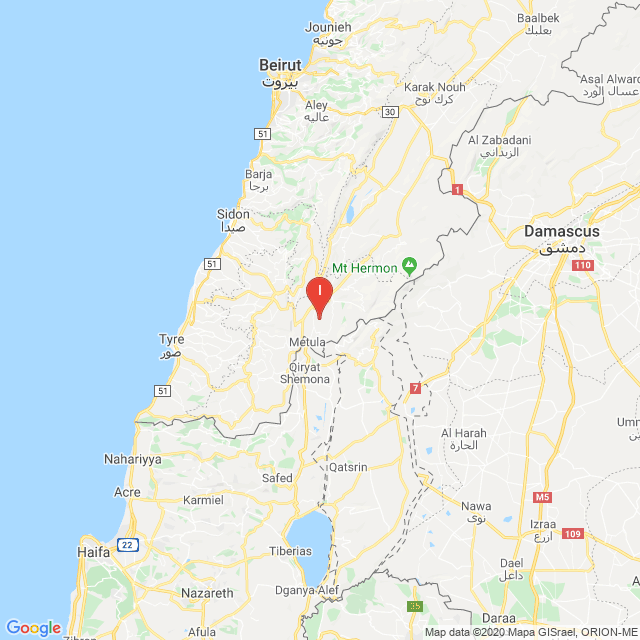 Baalbek
بعلبك
Jounieh
جونيه
Beirut
بيروت
Asal Alward
عسال الورد
Karak Nouh
كرك نوح
Aley
عاليه
30
51
Al Zabadani
الزبداني
Barja
برجا
1
Sidon
صيدا
Damascus
دمشق
51
Mt Hermon
110
I
Tyre
صور
Metula
Qiryat
Shemona
51
7
Al Harah
الحارة
Nahariyya
Qatsrin
Safed
Acre
Karmiel
M5
Nawa
نوى
Izraa
ازرع
109
22
Haifa
Tiberias
Dael
داعل
Nazareth
Dganya Alef
35
Daraa
درعا
Afula
Google
Map data ©2020 Mapa GISrael, ORION-ME